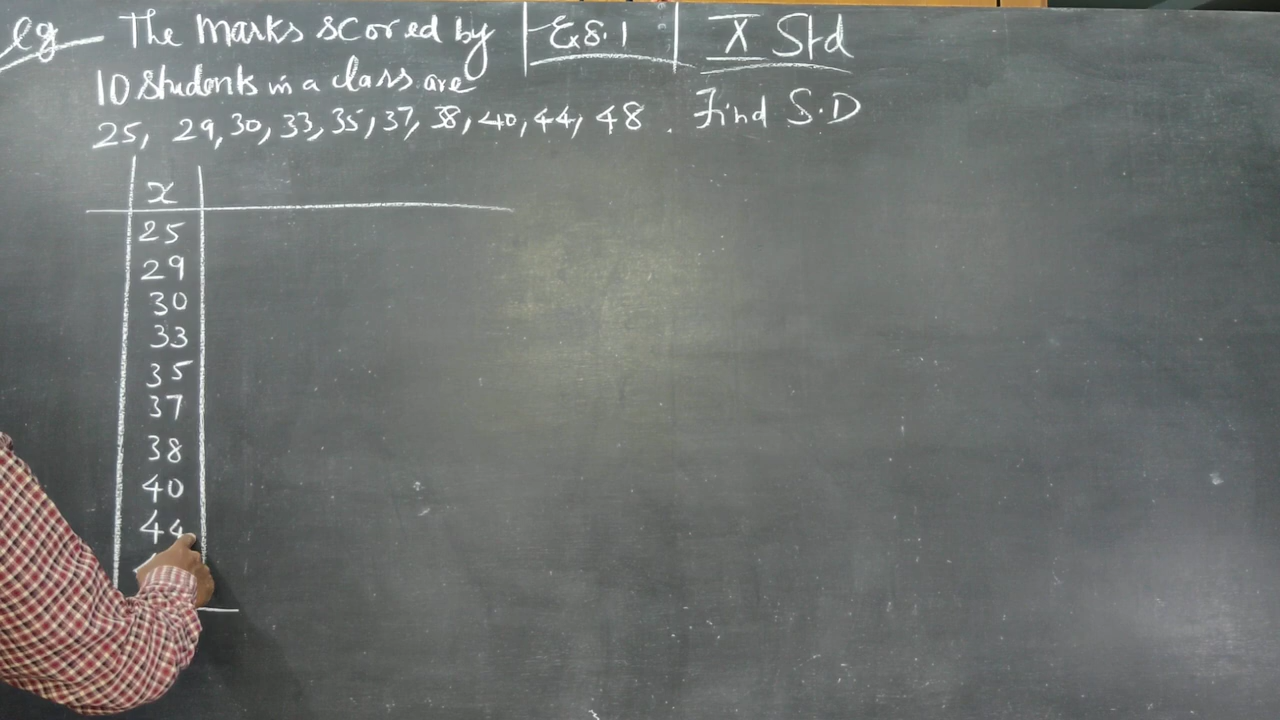 eg The marks scored by
10 students in a class are
25, 29, 30, 33, 35, 37, 38, 40, 44, 48.
Ex 8.1
X Std
Find S.D
x
25
29
30
33
35
37
38
40
44